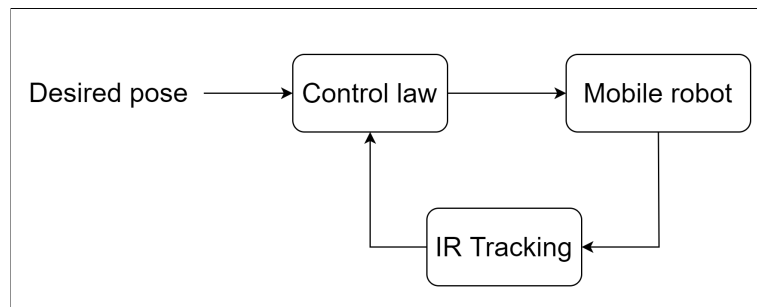 Desired pose
Control law
Mobile robot
IR Tracking